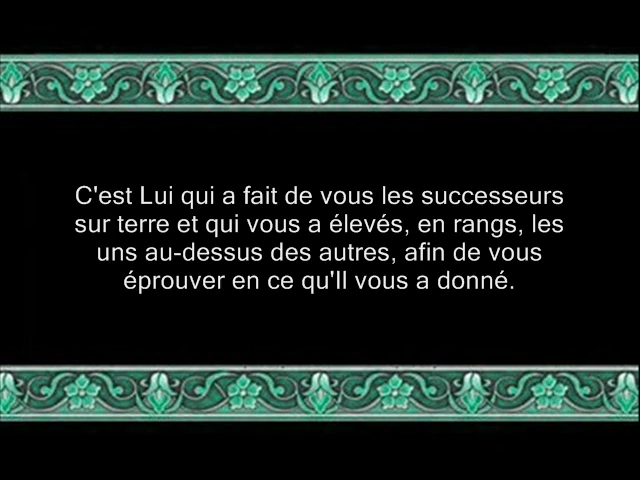 C'est Lui qui a fait de vous les successeurs
sur terre et qui vous a élevés, en rangs, les
uns au-dessus des autres, afin de vous
éprouver en ce qu'Il vous a donné.